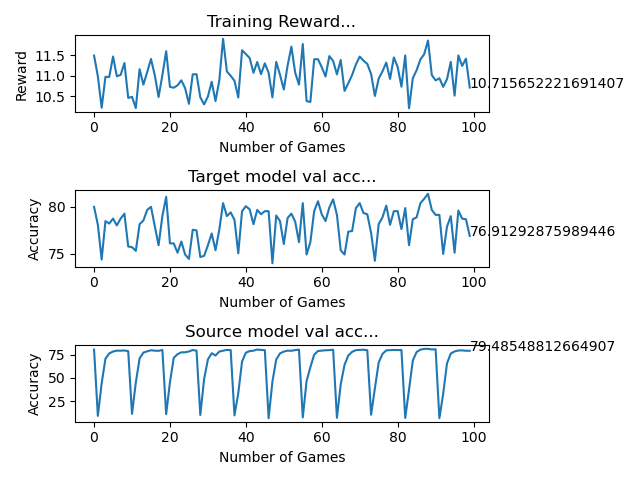 Training Reward...
Reward
11.5
11.0
10.5
10.715652221691407
0 20 40 60 80 100
Number of Games
Target model val acc...
Accuracy
80
75
76.91292875989446
0 20 40 60 80 100
Number of Games
Source model val acc...
Accuracy
75
50
25
79.48548812664907
0 20 40 60 80 100
Number of Games